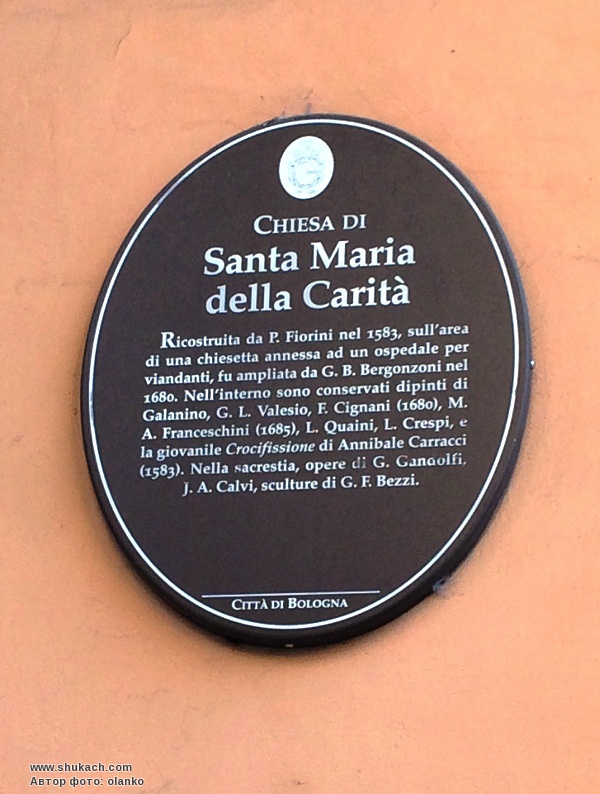 CHIESA DI
Santa Maria
della Carità
Ricostruita da P. Fiorini nel 1583, sull'area
di una chiesetta annessa ad un ospedale per
viandanti, fu ampliata da G. B. Bergonzoni nel
1680. Nell'interno sono conservati dipinti di
Galanino, G. L. Valesio, F. Cignani (1680), M.
A. Franceschini (1685), L. Quaini, L. Crespi, e
la giovanile Crocifissione di Annibale Carracci
(1583). Nella sacrestia, opere di G. Gandolfi,
J. A. Calvi, sculture di G. F. Bezzi.
CITTÀ DI BOLOGNA
www.shukach.com
Автор фото: olanko